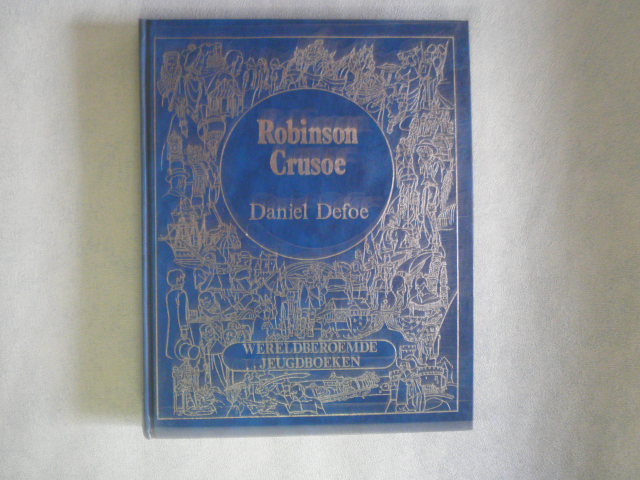 Robinson
Crusoe
Daniel Defoe
WERELDBEROEMDE
JEUGDBOEKEN